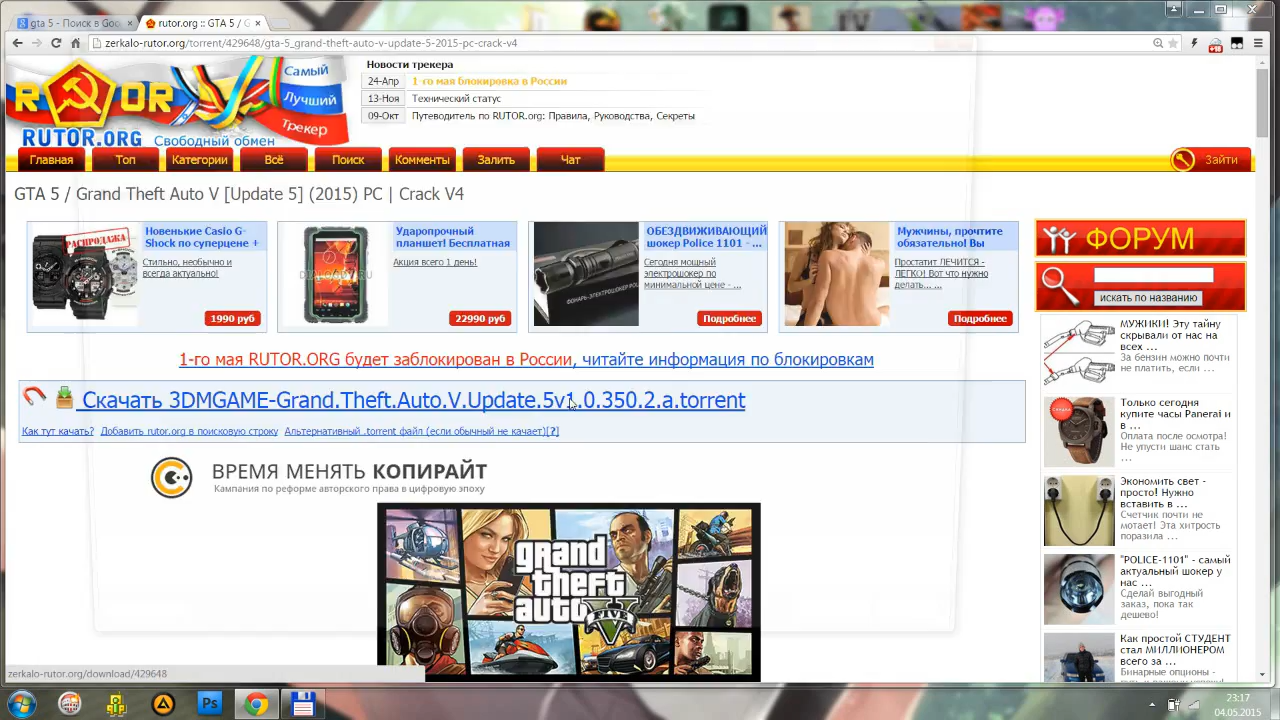 gta 5 - Поиск в Goo
rutor.org :: GTA 5 / G
zerkalo-rutor.org/torrent/429648/gta-5_grand-theft-auto-v-update-5-2015-pc-crack-v4
RUTOR
RUTOR.ORG
Свободный обмен
Самый
Лучший
Трекер
Новости трекера
24-Апр 1-го мая блокировка в России
13-Ноя Технический статус
09-Окт Путеводитель по RUTOR.org: Правила, Руководства, Секреты
Главная Топ Категории Всё Поиск Комменты Залить Чат Зайти
GTA 5 / Grand Theft Auto V [Update 5] (2015) PC | Crack V4
РАСПРОДАЖА
Новенькие Casio G-
Shock по суперцене +
Стильно, необычно и
всегда актуально!
1990 руб
Ударопрочный
планшет! Бесплатная
Акция всего 1 день!
22990 руб
ОБЕЗДВИЖИВАЮЩИЙ
шокер Police 1101 - ...
Сегодня мощный
электрошокер по
минимальной цене - ...
Подробнее
Мужчины, прочтите
обязательно! Вы
Простатит ЛЕЧИТСЯ -
ЛЕГКО! Вот что нужно
делать... ...
Подробнее
ФОРУМ
искать по названию
1-го мая RUTOR.ORG будет заблокирован в России, читайте информация по блокировкам
Скачать 3DMGAME-Grand.Theft.Auto.V.Update.5v1.0.350.2.a.torrent
Как тут качать? Добавить rutor.org в поисковую строку Альтернативный .torrent файл (если обычный не качает)[?]
ВРЕМЯ МЕНЯТЬ КОПИРАЙТ
Кампания по реформе авторского права в цифровую эпоху
grand
theft
auto
FIVE
МУЖИКИ! Эту тайну
скрывали от нас на
всех ...
За бензин можно почти
не платить, если ...
Только сегодня
купите часы Panerai и
в ...
Оплата после осмотра!
Не упусти шанс стать
...
Экономить свет -
просто! Нужно
вставить в ...
Счетчик почти не
мотает! Эта хитрость
поразила ...
"POLICE-1101" - самый
актуальный шокер у
нас ...
Сделай выгодный
заказ, пока так
дешево!
Как простой СТУДЕНТ
стал МИЛЛИОНЕРОМ
всего за ...
Бинарные опционы -
zerkalo-rutor.org/download/429648
Ps
23:17
04.05.2015